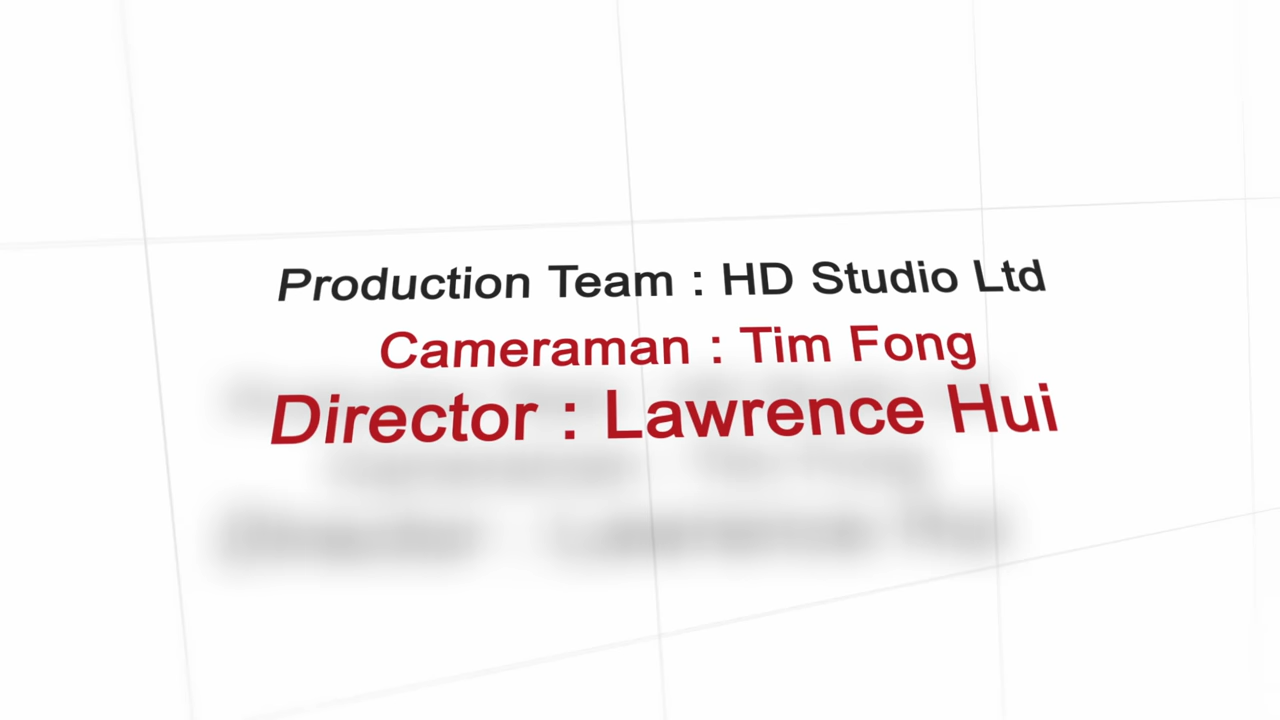 Production Team : HD Studio Ltd
Cameraman : Tim Fong
Director : Lawrence Hui